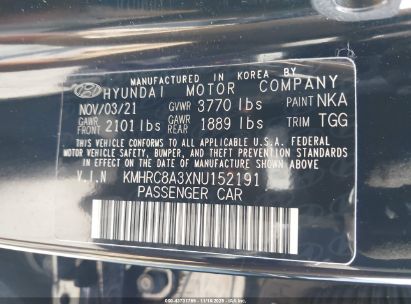 MANUFACTURED IN KOREA BY
HYUNDAI MOTOR COMPANY
NOV/03/21 GVWR 3770 lbs PAINT NKA
GAWR FRONT 2101 lbs GAWR REAR 1889 lbs TRIM TGG
THIS VEHICLE CONFORMS TO ALL APPLICABLE U.S.A. FEDERAL
MOTOR VEHICLE SAFETY, BUMPER, AND THEFT PREVENTION
STANDARDS IN EFFECT ON THE DATE OF MANUFACTURE
SHOWN ABOVE
V.I.N KMHRC8A3XNU152191
PASSENGER CAR